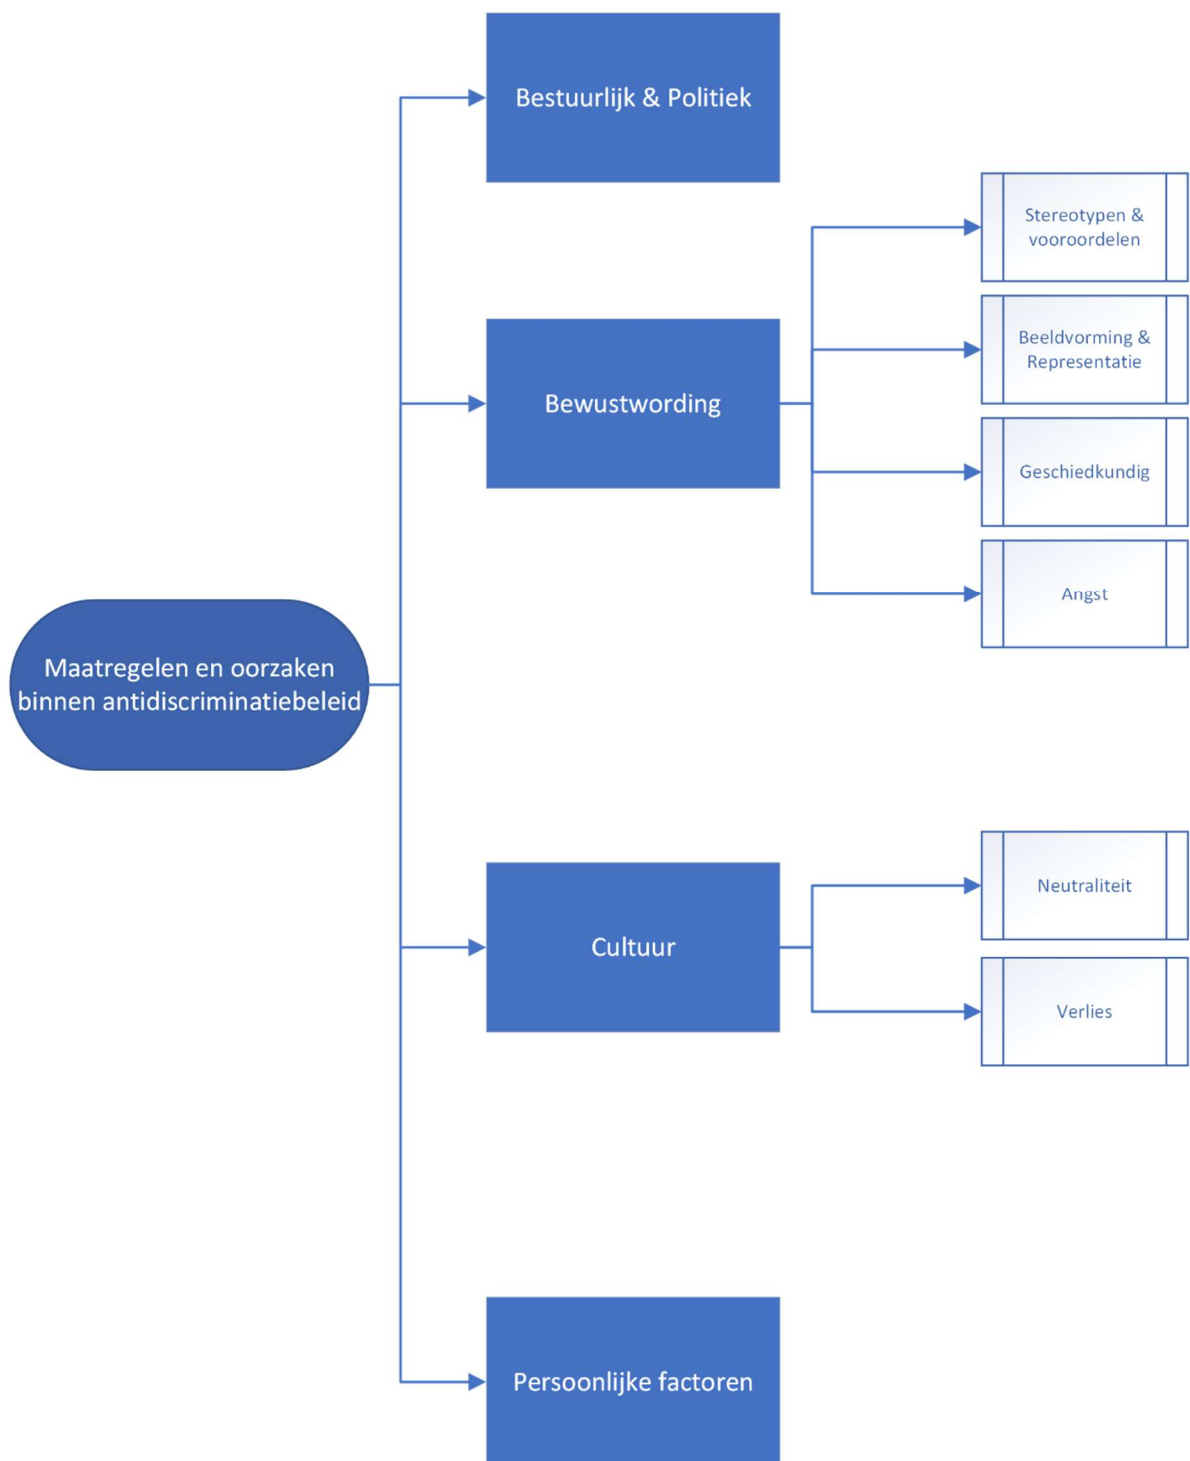 Bestuurlijk & Politiek
Stereotypen &
vooroordelen
Beeldvorming &
Representatie
Bewustwording
Geschiedkundig
Angst
Maatregelen en oorzaken
binnen antidiscriminatiebeleid
Neutraliteit
Cultuur
Verlies
Persoonlijke factoren